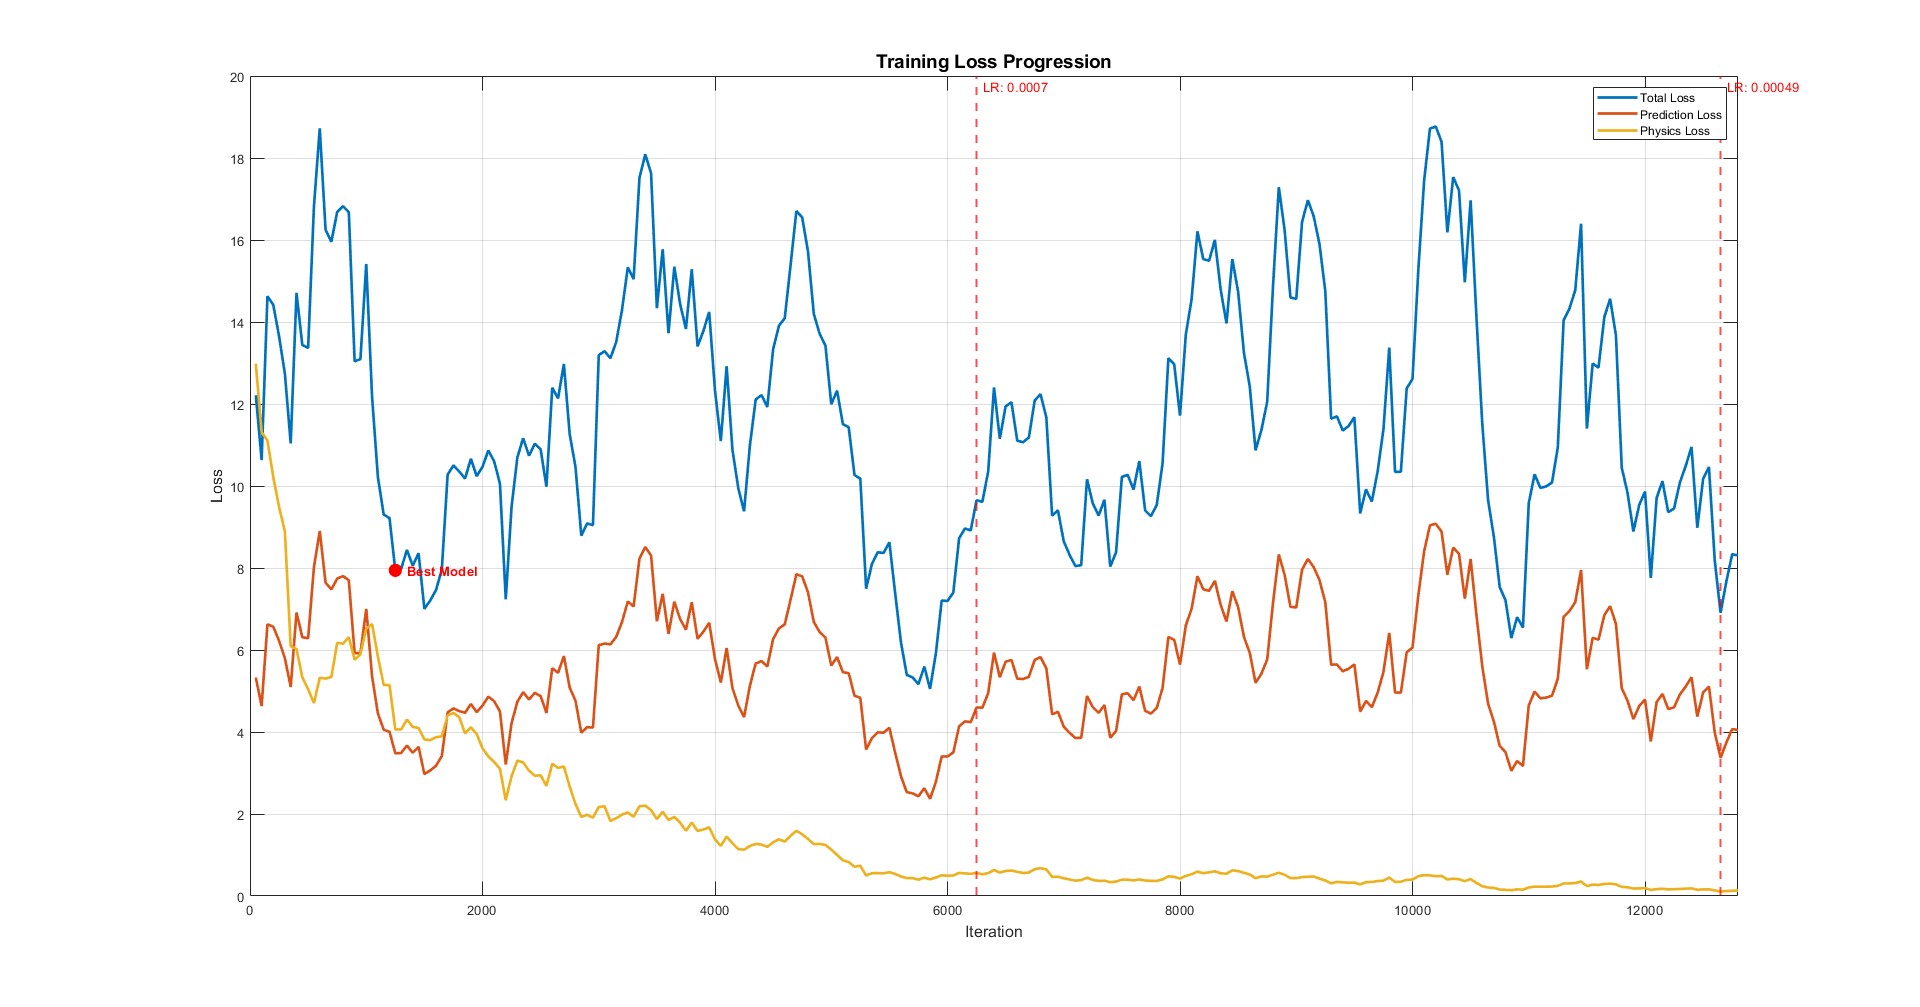 Training Loss Progression
20
18
16
14
12
10
8
6
4
2
0
Loss
LR: 0.0007
LR: 0.00049
Total Loss
Prediction Loss
Physics Loss
Best Model
0
2000
4000
6000
8000
10000
12000
Iteration